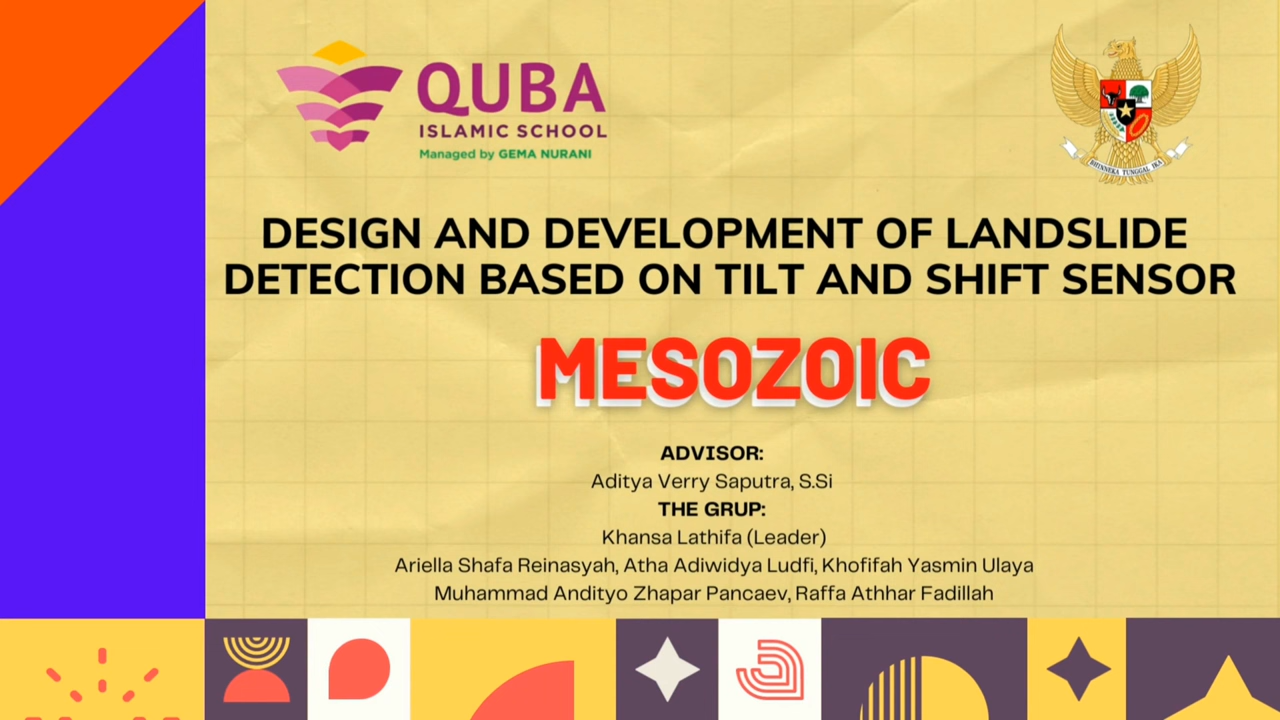 QUBA
ISLAMIC SCHOOL
Managed by GEMA NURANI
BHINNEKA TUNGGAL IKA
DESIGN AND DEVELOPMENT OF LANDSLIDE
DETECTION BASED ON TILT AND SHIFT SENSOR
MESOZOIC
ADVISOR:
Aditya Verry Saputra, S.Si
THE GRUP:
Khansa Lathifa (Leader)
Ariella Shafa Reinasyah, Atha Adiwidya Ludfi, Khofifah Yasmin Ulaya
Muhammad Andityo Zhapar Pancaev, Raffa Athhar Fadillah